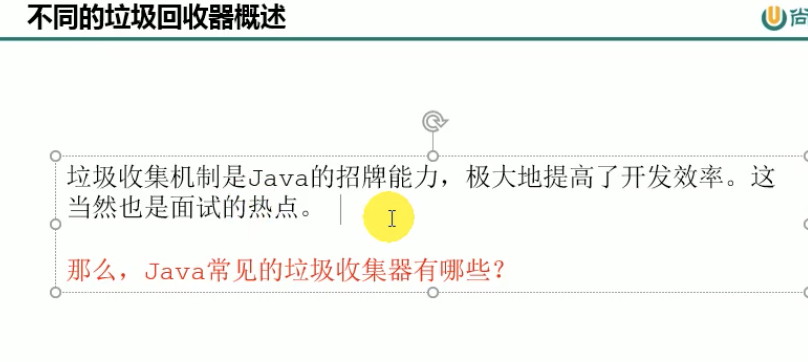 不同的垃圾回收器概述
尚
垃圾收集机制是Java的招牌能力，极大地提高了开发效率。这
当然也是面试的热点。
那么，Java常见的垃圾收集器有哪些？